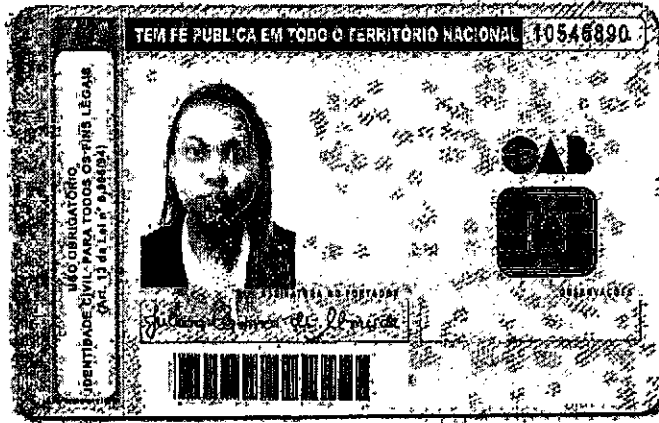 TEM FÉ PUBLICA EM TODO O TERRITÓRIO NACIONAL 10546890
USO OBRIGATÓRIO
IDENTIDADE CIVIL PARA TODOS OS FINS LEGAIS
(Art. 13 da Lei nº 8.906/94)
OAB
ASSINATURA DO PORTADOR
OBSERVAÇÕES